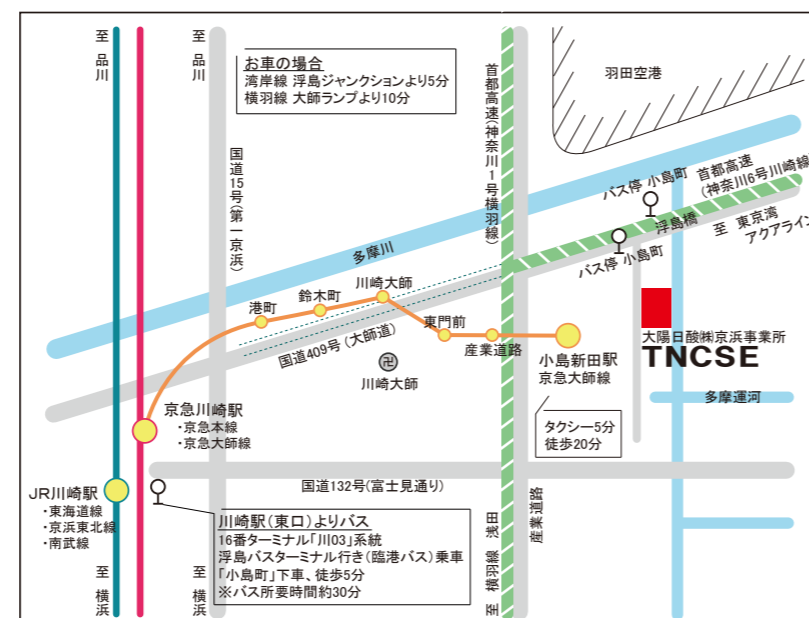 至 品川
至 品川
お車の場合
湾岸線 浮島ジャンクションより5分
横羽線 大師ランプより10分
首都高速(神奈川1号横羽線)
羽田空港
国道15号(第一京浜)
多摩川
バス停 小島町
首都高速
(神奈川6号川崎線)
浮島橋
至 東京湾
アクアライン
バス停 小島町
港町
鈴木町
川崎大師
東門前
産業道路
国道409号(大師道)
卍
川崎大師
小島新田駅
京急大師線
大陽日酸㈱京浜事業所
TNCSE
多摩運河
タクシー5分
徒歩20分
京急川崎駅
・京急本線
・京急大師線
国道132号(富士見通り)
JR川崎駅
・東海道線
・京浜東北線
・南武線
川崎駅(東口)よりバス
16番ターミナル「川03」系統
浮島バスターミナル行き(臨港バス)乗車
「小島町」下車、徒歩5分
※バス所要時間約30分
至 横浜
至 横浜
至 横羽線 浅田
産業道路